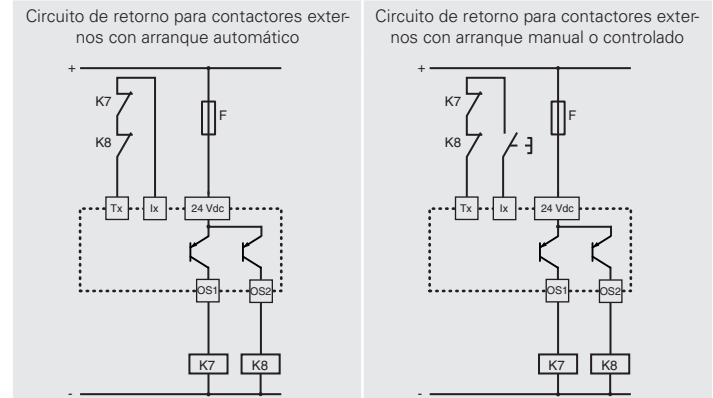 Circuito de retorno para contactores exter-
nos con arranque automático
+
K7
F
K8
Tx
Ix
24 Vdc
OS1
OS2
K7
K8
-
Circuito de retorno para contactores exter-
nos con arranque manual o controlado
+
K7
F
K8
Tx
Ix
24 Vdc
OS1
OS2
K7
K8
-